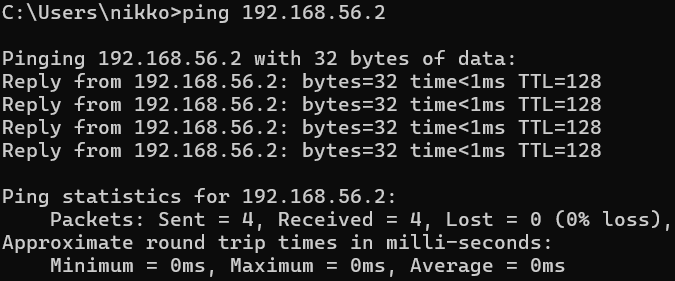 C:\Users\nikko>ping 192.168.56.2
Pinging 192.168.56.2 with 32 bytes of data:
Reply from 192.168.56.2: bytes=32 time<1ms TTL=128
Reply from 192.168.56.2: bytes=32 time<1ms TTL=128
Reply from 192.168.56.2: bytes=32 time<1ms TTL=128
Reply from 192.168.56.2: bytes=32 time<1ms TTL=128
Ping statistics for 192.168.56.2:
    Packets: Sent = 4, Received = 4, Lost = 0 (0% loss),
Approximate round trip times in milli-seconds:
    Minimum = 0ms, Maximum = 0ms, Average = 0ms